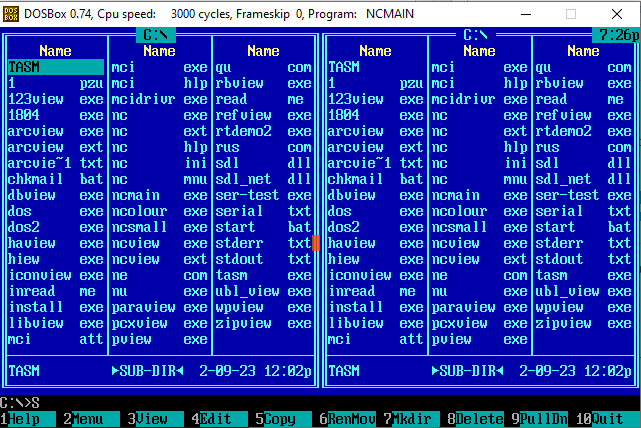 DOSBox 0.74, Cpu speed: 3000 cycles, Frameskip 0, Program: NCMAIN
C:\ C:\ 7:26p
Name Name Name Name Name Name
TASM mci exe qu com TASM mci exe qu com
1 pzu mci hlp rbview exe 1 pzu mci hlp rbview exe
123view exe mcidrivr exe read me 123view exe mcidrivr exe read me
1804 exe nc exe refview exe 1804 exe nc exe refview exe
arcview exe nc ext rtdemo2 exe arcview exe nc ext rtdemo2 exe
arcview ext nc hlp rus com arcview ext nc hlp rus com
arcvie~1 txt nc ini sdl dll arcvie~1 txt nc ini sdl dll
chkmail bat nc mnu sdl_net dll chkmail bat nc mnu sdl_net dll
dbview exe ncmain exe ser-test exe dbview exe ncmain exe ser-test exe
dos exe ncolour exe serial txt dos exe ncolour exe serial txt
dos2 exe ncsmall exe start bat dos2 exe ncsmall exe start bat
haview exe ncview exe stderr txt haview exe ncview exe stderr txt
hiew exe ncview ext stdout txt hiew exe ncview ext stdout txt
iconview exe ne com tasm exe iconview exe ne com tasm exe
inread me nu exe ubl_view exe inread me nu exe ubl_view exe
install exe paraview exe wpview exe install exe paraview exe wpview exe
libview exe pcxview exe zipview exe libview exe pcxview exe zipview exe
mci att pview exe mci att pview exe
TASM ►SUB-DIR◄ 2-09-23 12:02p TASM ►SUB-DIR◄ 2-09-23 12:02p
C:\>S
1Help 2Menu 3View 4Edit 5Copy 6RenMov 7Mkdir 8Delete 9PullDn 10Quit